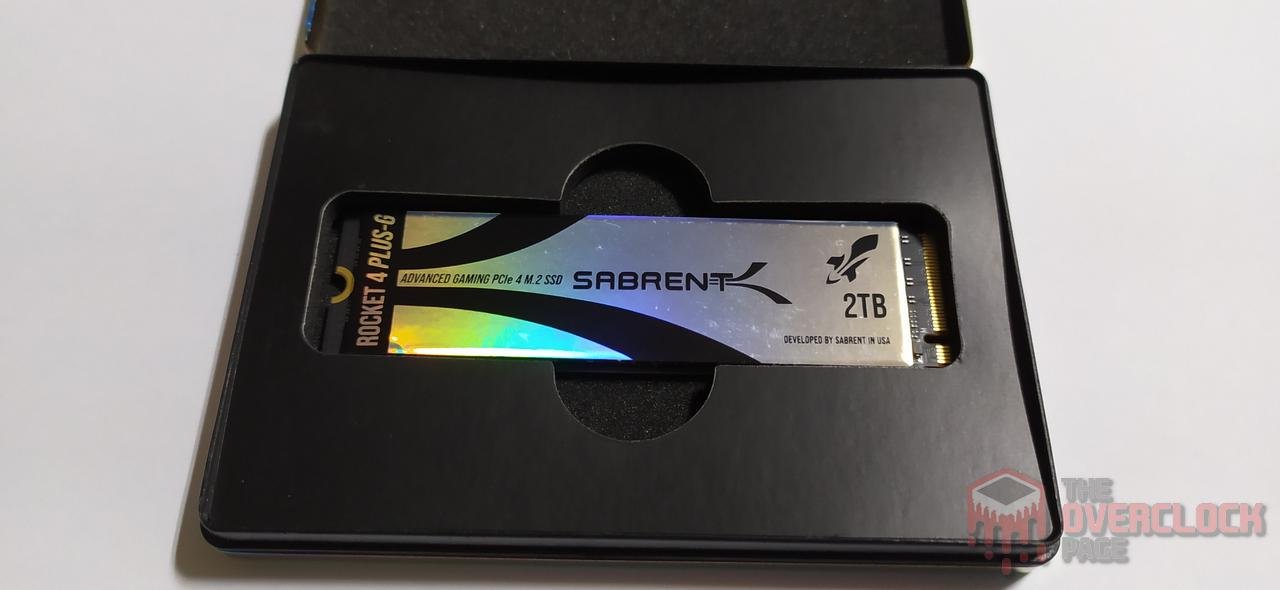 ROCKET 4 PLUS-G
ADVANCED GAMING PCIe 4 M.2 SSD
SABRENT
2TB
DEVELOPED BY SABRENT IN USA
THE
OVERCLOCK
PAGE